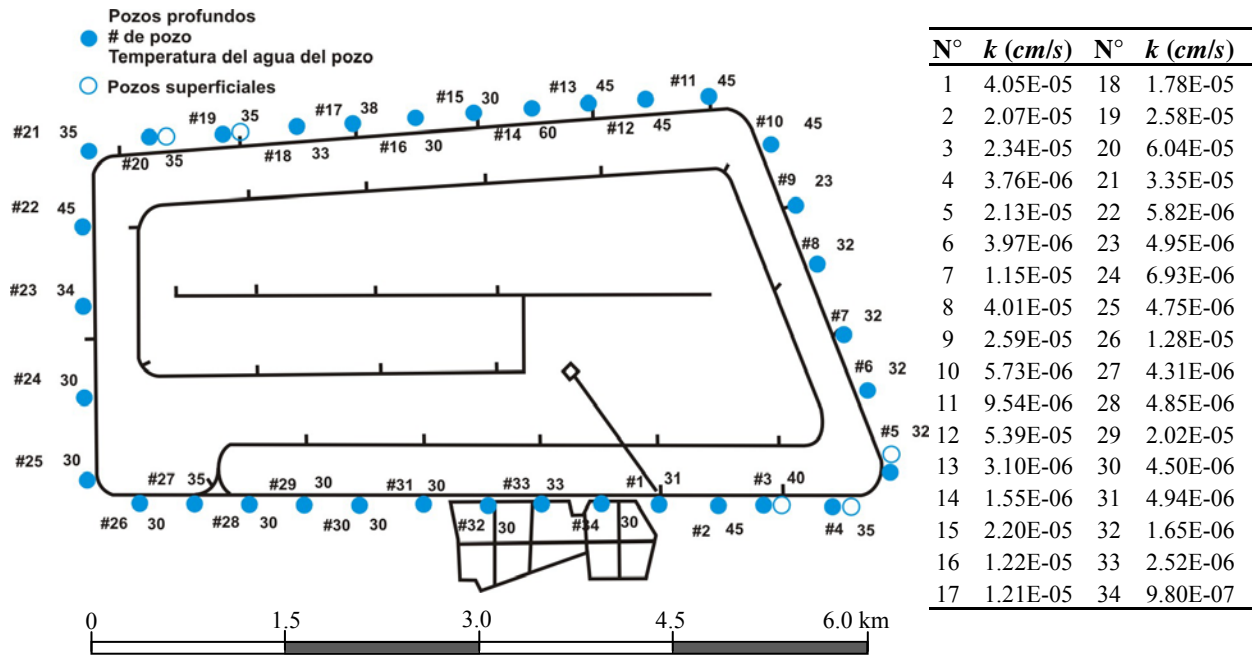 Pozos profundos
# de pozo
Temperatura del agua del pozo
Pozos superficiales
#21 35
#20 35
#19 35
#18 33
#17 38
#16 30
#15 30
#14 60
#13 45
#12 45
#11 45
#10 45
#9 23
#8 32
#7 32
#6 32
#5 32
#22 45
#23 34
#24 30
#25 30
#26 30
#27 35
#28 30
#29 30
#30 30
#31 30
#32 30
#33 33
#34 30
#1 31
#2 45
#3 40
#4 35
0 1.5 3.0 4.5 6.0 km
N° k (cm/s) N° k (cm/s)
1 4.05E-05 18 1.78E-05
2 2.07E-05 19 2.58E-05
3 2.34E-05 20 6.04E-05
4 3.76E-06 21 3.35E-05
5 2.13E-05 22 5.82E-06
6 3.97E-06 23 4.95E-06
7 1.15E-05 24 6.93E-06
8 4.01E-05 25 4.75E-06
9 2.59E-05 26 1.28E-05
10 5.73E-06 27 4.31E-06
11 9.54E-06 28 4.85E-06
12 5.39E-05 29 2.02E-05
13 3.10E-06 30 4.50E-06
14 1.55E-06 31 4.94E-06
15 2.20E-05 32 1.65E-06
16 1.22E-05 33 2.52E-06
17 1.21E-05 34 9.80E-07